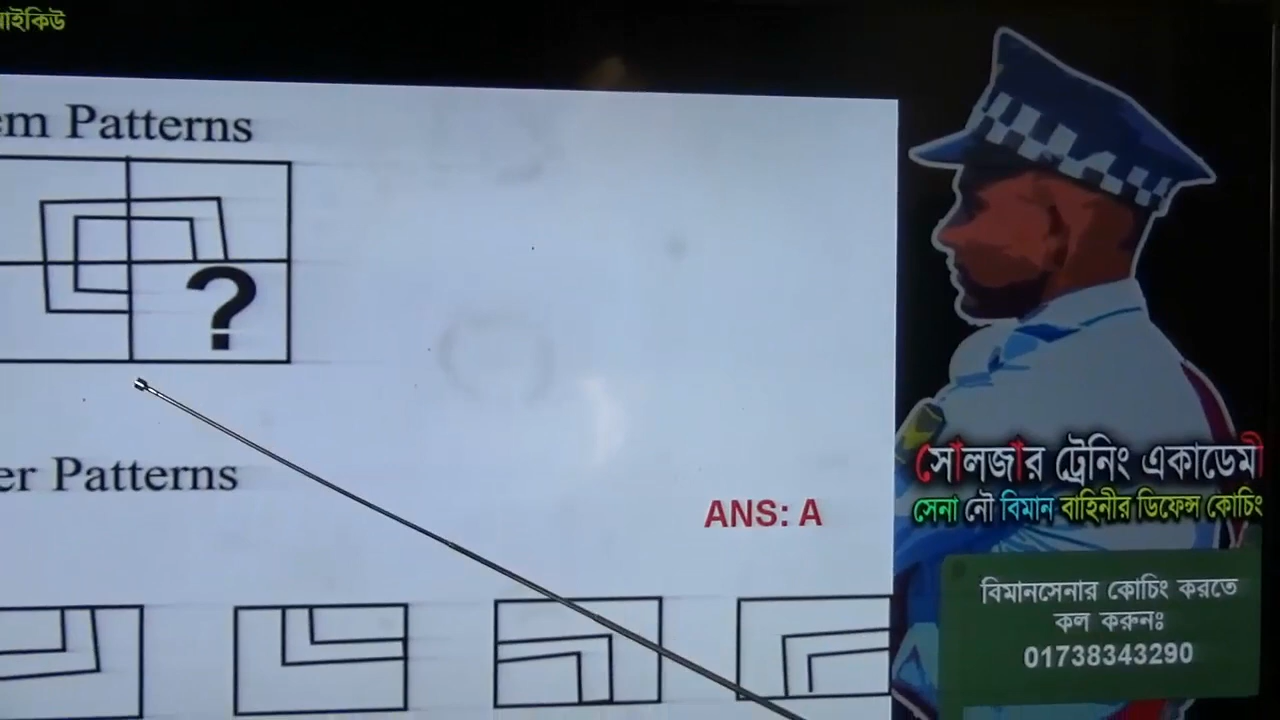 আইকিউ
em Patterns
?
er Patterns
ANS: A
সোলজার ট্রেনিং একাডেমী
সেনা নৌ বিমান বাহিনীর ডিফেন্স কোচিং
বিমানসেনার কোচিং করতে
কল করুনঃ
01738343290